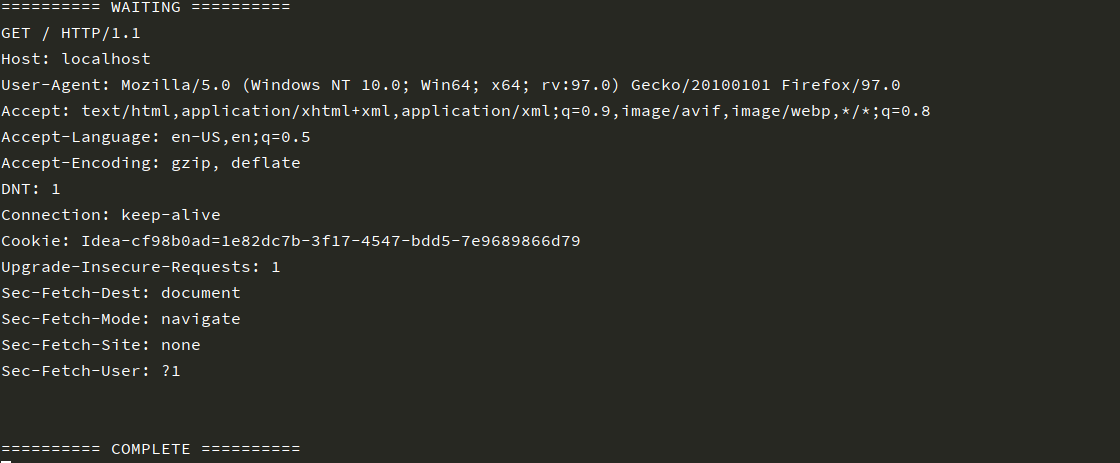 ========== WAITING ==========
GET / HTTP/1.1
Host: localhost
User-Agent: Mozilla/5.0 (Windows NT 10.0; Win64; x64; rv:97.0) Gecko/20100101 Firefox/97.0
Accept: text/html,application/xhtml+xml,application/xml;q=0.9,image/avif,image/webp,*/*;q=0.8
Accept-Language: en-US,en;q=0.5
Accept-Encoding: gzip, deflate
DNT: 1
Connection: keep-alive
Cookie: Idea-cf98b0ad=1e82dc7b-3f17-4547-bdd5-7e9689866d79
Upgrade-Insecure-Requests: 1
Sec-Fetch-Dest: document
Sec-Fetch-Mode: navigate
Sec-Fetch-Site: none
Sec-Fetch-User: ?1
========== COMPLETE ==========